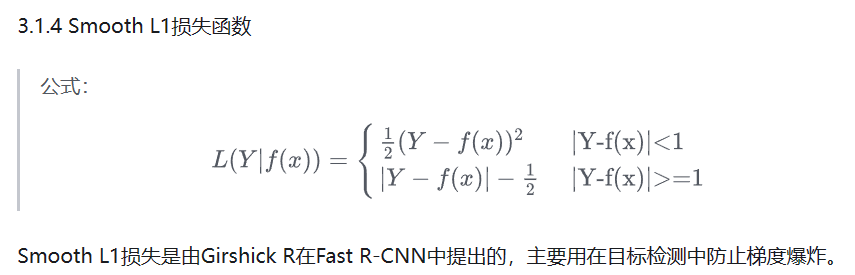 3.1.4 Smooth L1损失函数
公式：
L(Y|f(x)) = { 1/2 (Y − f(x))² |Y-f(x)|<1
|Y − f(x)| − 1/2 |Y-f(x)|>=1
Smooth L1损失是由Girshick R在Fast R-CNN中提出的，主要用在目标检测中防止梯度爆炸。